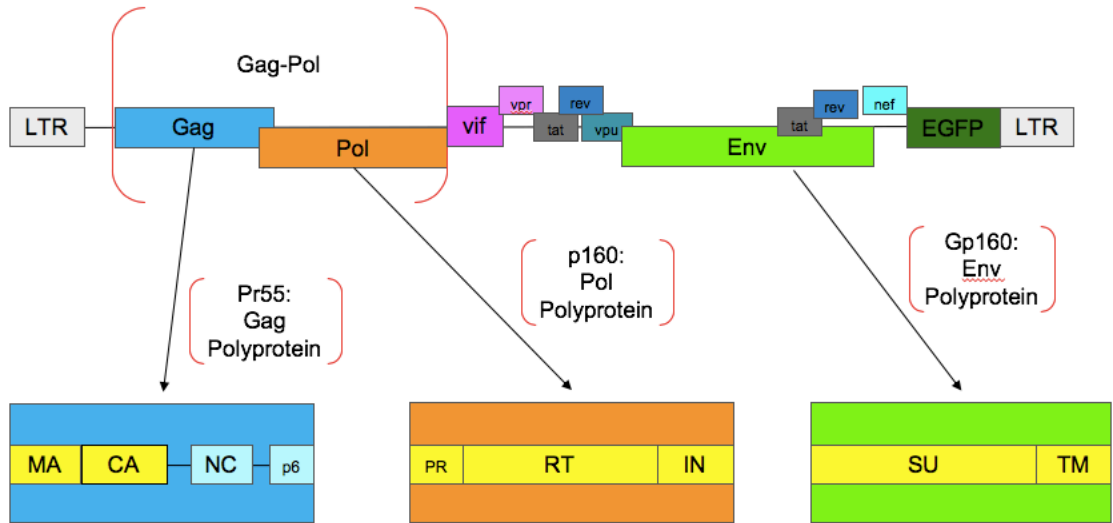 Gag-Pol
LTR
Gag
Pol
vif
vpr
tat
rev
vpu
Env
tat
rev
nef
EGFP
LTR
Pr55:
Gag
Polyprotein
p160:
Pol
Polyprotein
Gp160:
Env
Polyprotein
MA
CA
NC
p6
PR
RT
IN
SU
TM